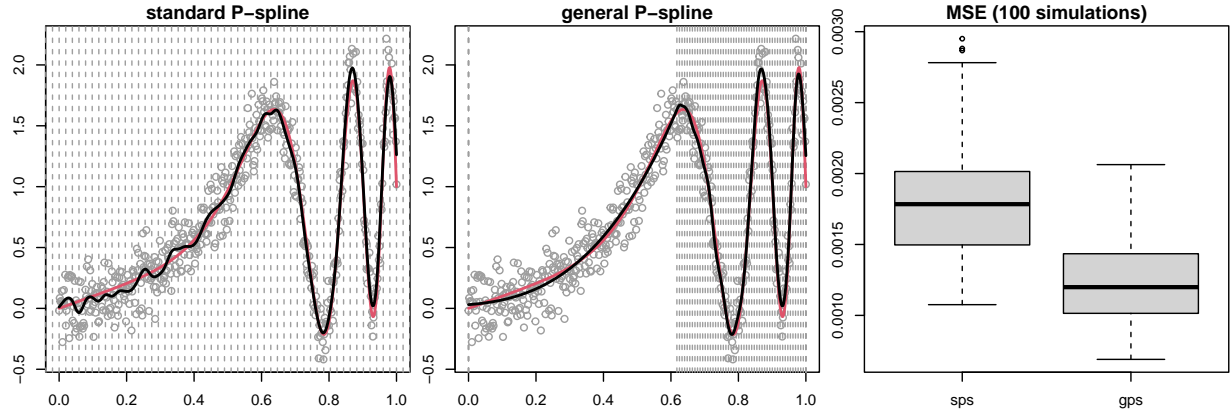 standard P−spline
general P−spline
MSE (100 simulations)
−0.5 0.0 0.5 1.0 1.5 2.0
0.0 0.2 0.4 0.6 0.8 1.0
−0.5 0.0 0.5 1.0 1.5 2.0
0.0 0.2 0.4 0.6 0.8 1.0
0.0010 0.0015 0.0020 0.0025 0.0030
sps gps